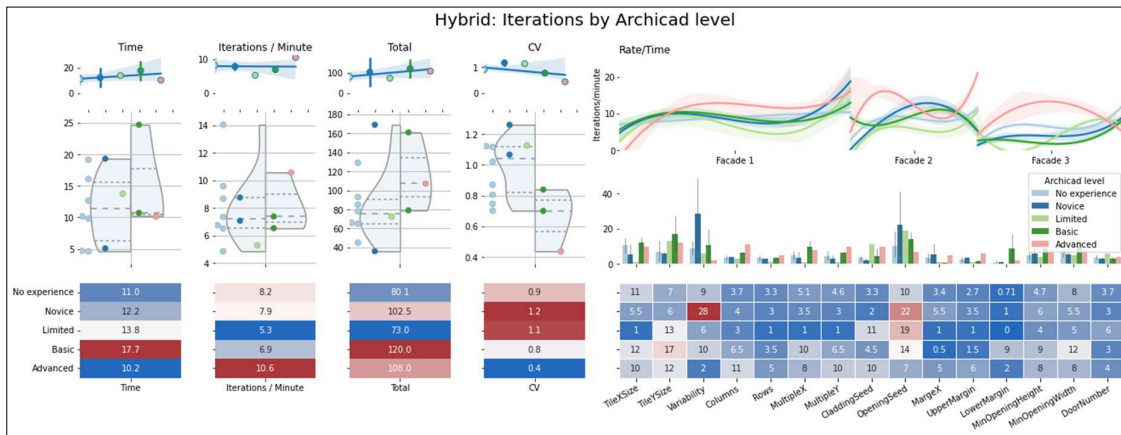 Hybrid: Iterations by Archicad level
Time
Iterations / Minute
Total
CV
Rate/Time
20
0
10
0
100
0
1
0
Iterations/minute
20
10
0
Facade 1
Facade 2
Facade 3
25
20
15
10
5
14
12
10
8
6
4
180
160
140
120
100
80
60
40
1.2
1.0
0.8
0.6
0.4
40
20
0
Archicad level
No experience
Novice
Limited
Basic
Advanced
No experience 11.0 8.2 80.1 0.9 11 7 9 3.7 3.3 5.1 4.6 3.3 10 3.4 2.7 0.71 4.7 8 3.7
Novice 12.2 7.9 102.5 1.2 5.5 6 28 4 3 3.5 3 2 22 5.5 3.5 1 6 5.5 3
Limited 13.8 5.3 73.0 1.1 1 13 6 3 1 1 1 11 19 1 1 0 4 5 6
Basic 17.7 6.9 120.0 0.8 12 17 10 6.5 3.5 10 6.5 4.5 14 0.5 1.5 9 9 12 3
Advanced 10.2 10.6 108.0 0.4 10 12 2 11 5 8 10 10 7 5 6 2 8 8 4
Time
Iterations / Minute
Total
CV
TileXSize
TileYSize
Variability
Columns
Rows
MultipleX
MultipleY
CladdingSeed
OpeningSeed
MargeX
UpperMargin
LowerMargin
MinOpeningHeight
MinOpeningWidth
DoorNumber